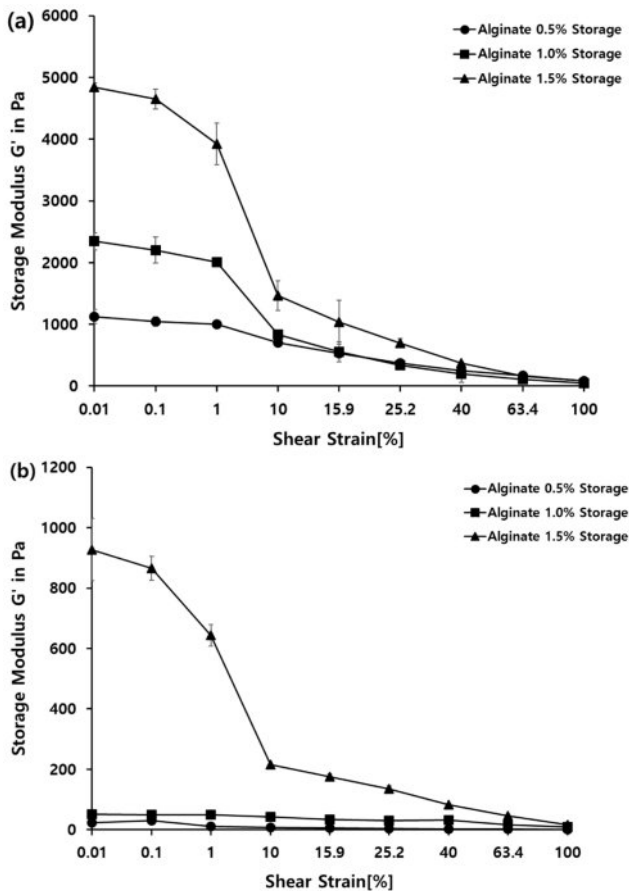 (a)
Alginate 0.5% Storage
Alginate 1.0% Storage
Alginate 1.5% Storage
Storage Modulus G' in Pa
6000
5000
4000
3000
2000
1000
0
0.01 0.1 1 10 15.9 25.2 40 63.4 100
Shear Strain[%]
(b)
Alginate 0.5% Storage
Alginate 1.0% Storage
Alginate 1.5% Storage
Storage Modulus G' in Pa
1200
1000
800
600
400
200
0
0.01 0.1 1 10 15.9 25.2 40 63.4 100
Shear Strain[%]